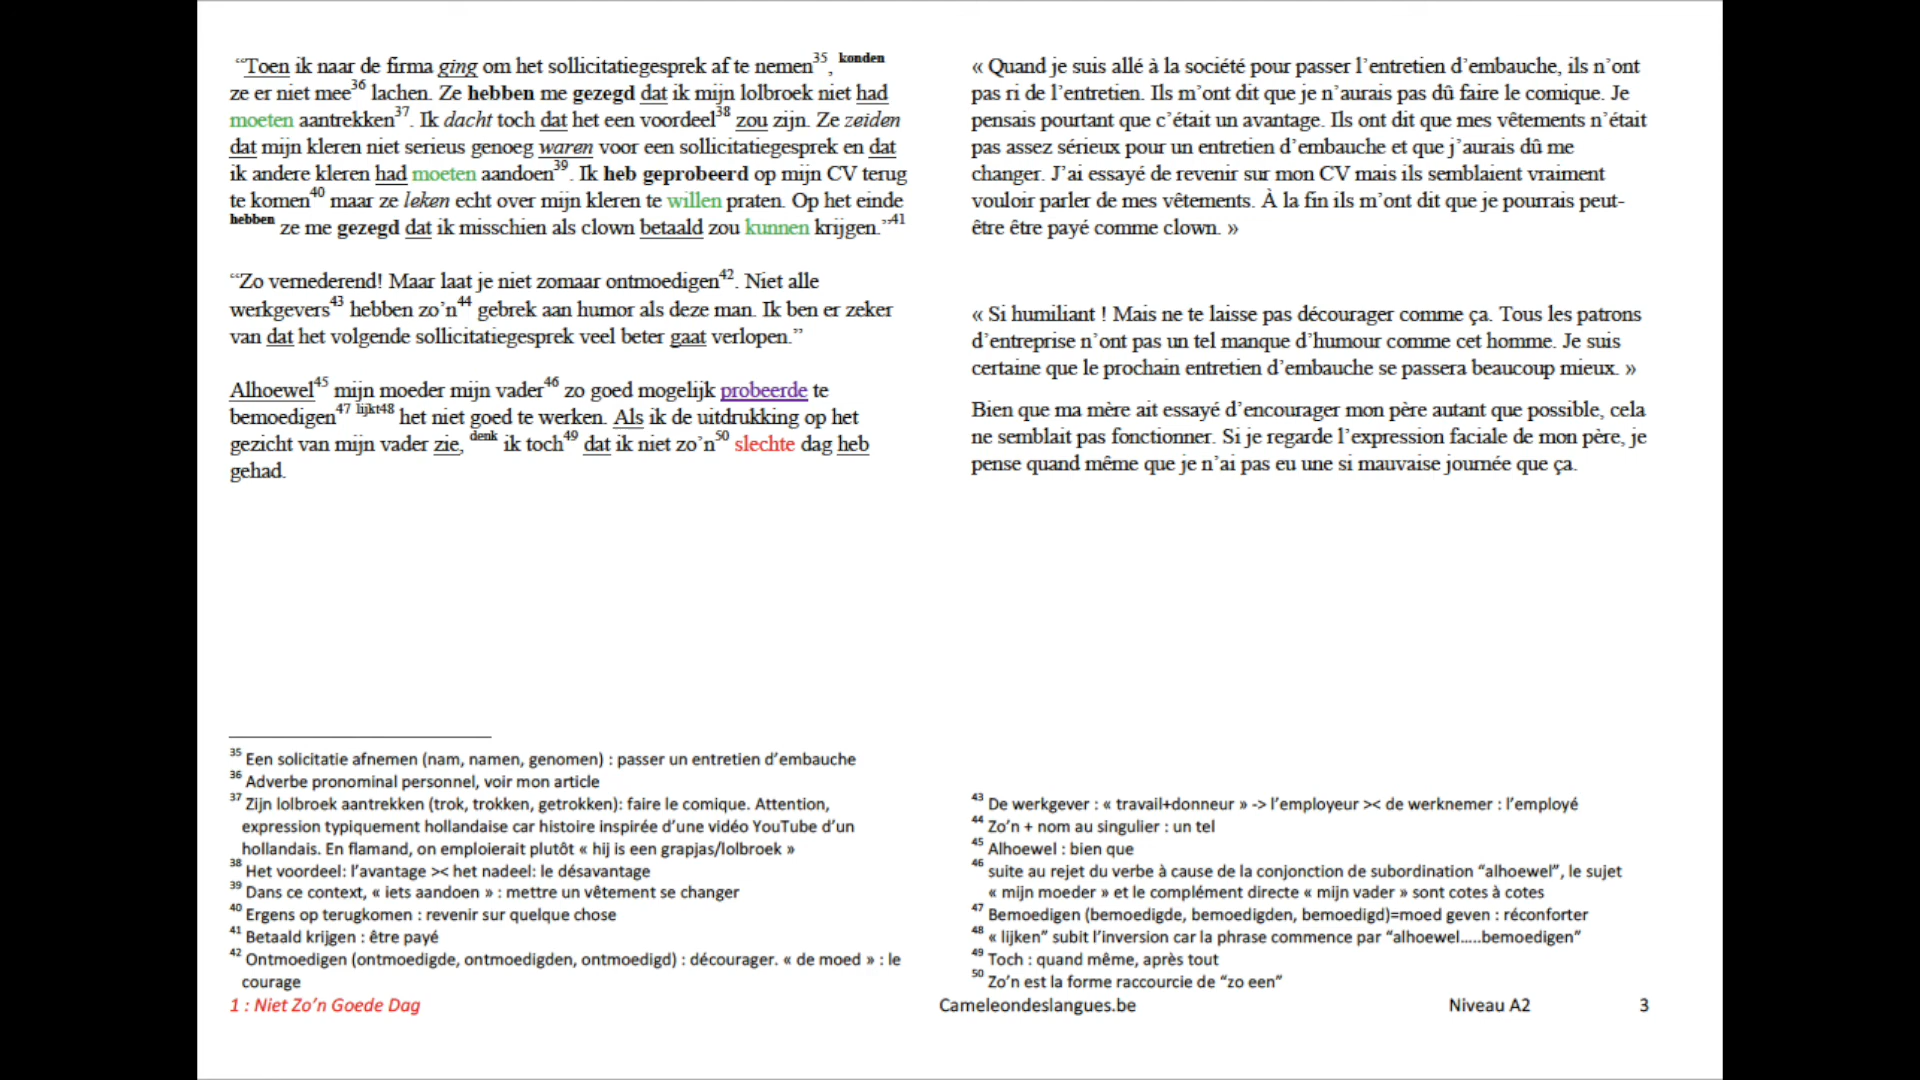 “Toen ik naar de firma ging om het sollicitatiegesprek af te nemen35, konden
ze er niet mee36 lachen. Ze hebben me gezegd dat ik mijn lolbroek niet had
moeten aantrekken37. Ik dacht toch dat het een voordeel38 zou zijn. Ze zeiden
dat mijn kleren niet serieus genoeg waren voor een sollicitatiegesprek en dat
ik andere kleren had moeten aandoen39. Ik heb geprobeerd op mijn CV terug
te komen40 maar ze leken echt over mijn kleren te willen praten. Op het einde
hebben ze me gezegd dat ik misschien als clown betaald zou kunnen krijgen.”41
“Zo vernederend! Maar laat je niet zomaar ontmoedigen42. Niet alle
werkgevers43 hebben zo’n44 gebrek aan humor als deze man. Ik ben er zeker
van dat het volgende sollicitatiegesprek veel beter gaat verlopen.”
Alhoewel45 mijn moeder mijn vader46 zo goed mogelijk probeerde te
bemoedigen47 lijkt48 het niet goed te werken. Als ik de uitdrukking op het
gezicht van mijn vader zie, denk ik toch49 dat ik niet zo’n50 slechte dag heb
gehad.
« Quand je suis allé à la société pour passer l’entretien d’embauche, ils n’ont
pas ri de l’entretien. Ils m’ont dit que je n’aurais pas dû faire le comique. Je
pensais pourtant que c’était un avantage. Ils ont dit que mes vêtements n’était
pas assez sérieux pour un entretien d’embauche et que j’aurais dû me
changer. J’ai essayé de revenir sur mon CV mais ils semblaient vraiment
vouloir parler de mes vêtements. À la fin ils m’ont dit que je pourrais peut-
être être payé comme clown. »
« Si humiliant ! Mais ne te laisse pas décourager comme ça. Tous les patrons
d’entreprise n’ont pas un tel manque d’humour comme cet homme. Je suis
certaine que le prochain entretien d’embauche se passera beaucoup mieux. »
Bien que ma mère ait essayé d’encourager mon père autant que possible, cela
ne semblait pas fonctionner. Si je regarde l’expression faciale de mon père, je
pense quand même que je n’ai pas eu une si mauvaise journée que ça.
35 Een solicitatie afnemen (nam, namen, genomen) : passer un entretien d’embauche
36 Adverbe pronominal personnel, voir mon article
37 Zijn lolbroek aantrekken (trok, trokken, getrokken): faire le comique. Attention,
expression typiquement hollandaise car histoire inspirée d’une vidéo YouTube d’un
hollandais. En flamand, on emploierait plutôt « hij is een grapjas/lolbroek »
38 Het voordeel: l’avantage >< het nadeel: le désavantage
39 Dans ce context, « iets aandoen » : mettre un vêtement se changer
40 Ergens op terugkomen : revenir sur quelque chose
41 Betaald krijgen : être payé
42 Ontmoedigen (ontmoedigde, ontmoedigden, ontmoedigd) : décourager. « de moed » : le
courage
43 De werkgever : « travail+donneur » -> l’employeur >< de werknemer : l’employé
44 Zo’n + nom au singulier : un tel
45 Alhoewel : bien que
46 suite au rejet du verbe à cause de la conjonction de subordination “alhoewel”, le sujet
« mijn moeder » et le complément directe « mijn vader » sont cotes à cotes
47 Bemoedigen (bemoedigde, bemoedigden, bemoedigd)=moed geven : réconforter
48 « lijken” subit l’inversion car la phrase commence par “alhoewel…..bemoedigen”
49 Toch : quand même, après tout
50 Zo’n est la forme raccourcie de “zo een”
1 : Niet Zo’n Goede Dag Cameleondeslangues.be Niveau A2 3